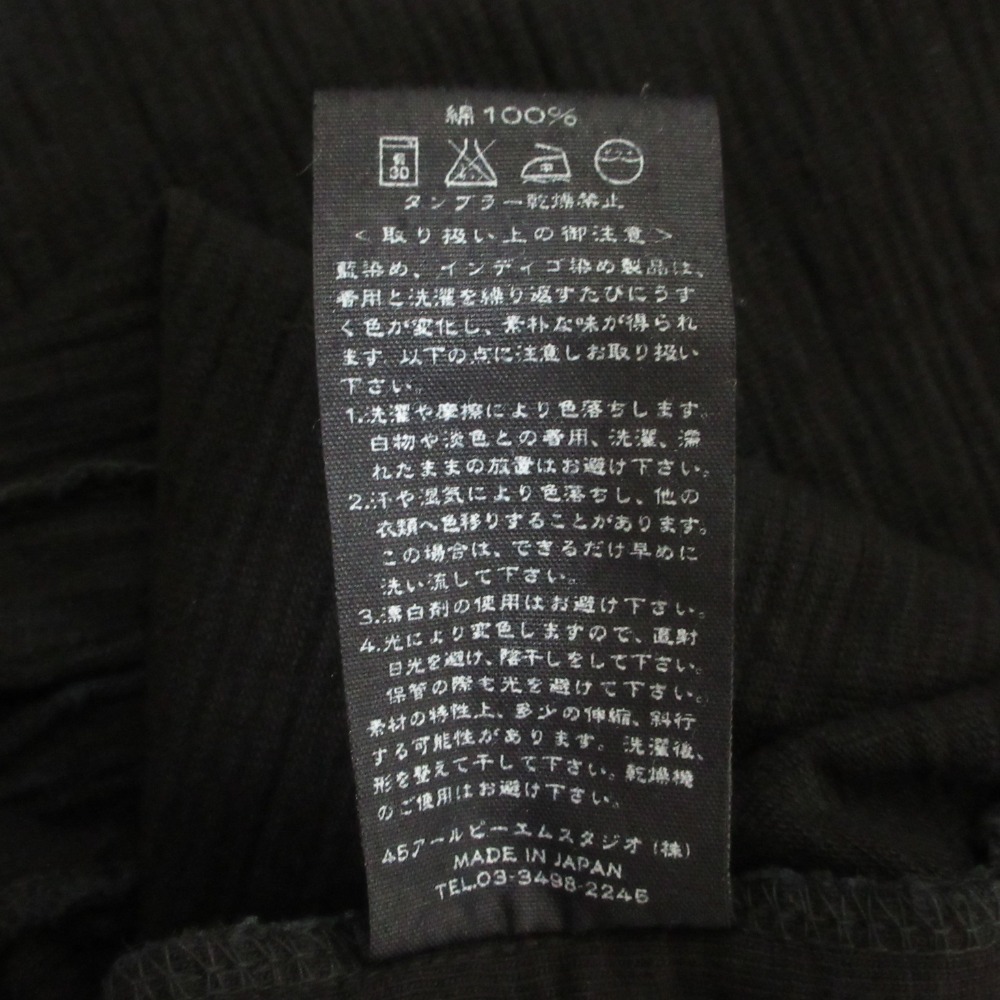 綿100%
弱
30
中
タンブラー乾燥禁止
<取り扱い上の御注意>
藍染め、インディゴ染め製品は、
着用と洗濯を繰り返すたびにうす
く色が変化し、素朴な味が得られ
ます。以下の点に注意しお取り扱い
下さい。
1.洗濯や摩擦により色落ちします。
白物や淡色との着用、洗濯、濡
れたままの放置はお避け下さい。
2.汗や湿気により色落ちし、他の
衣類へ色移りすることがあります。
この場合は、できるだけ早めに
洗い流して下さい。
3.漂白剤の使用はお避け下さい。
4.光により変色しますので、直射
日光を避け、陰干しをして下さい。
保管の際も光を避けて下さい。
素材の特性上、多少の伸縮、斜行
する可能性があります。洗濯後、
形を整えて干して下さい。乾燥機
のご使用はお避け下さい。
45アールピーエムスタジオ(株)
MADE IN JAPAN
TEL.03-3498-2245